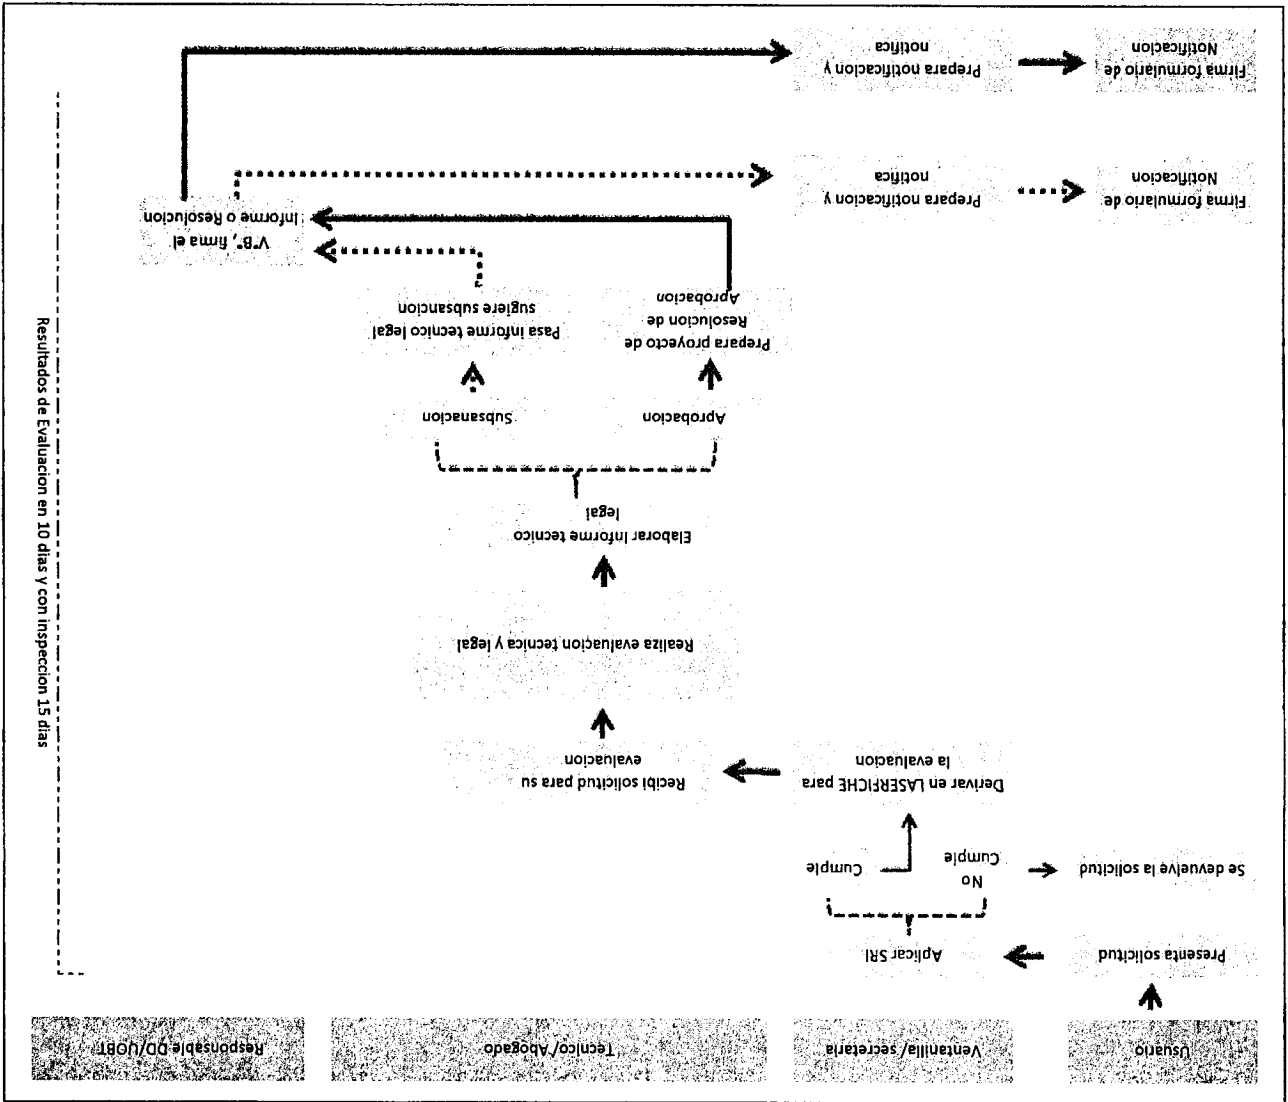 Usuario
Ventanilla/secretaria
Tecnico/Abogado
Responsable DD/UOBT
Presenta solicitud
Aplicar SRI
Se devuelve la solicitud
No
Cumple
Cumple
Derivar en LASERFICHE para
la evaluacion
Recibi solicitud para su
evaluacion
Realiza evaluacion tecnica y legal
Elaborar Informe tecnico
legal
Aprobacion
Subsanacion
Prepara proyecto de
Resolucion de
Aprobacion
Pasa informe tecnico legal
sugiere subsancion
V°B°, firma el
Informe o Resolucion
Firma formulario de
Notificacion
Prepara notificacion y
notifica
Firma formulario de
Notificacion
Prepara notificacion y
notifica
Resultados de Evaluacion en 10 dias y con inspeccion 15 dias